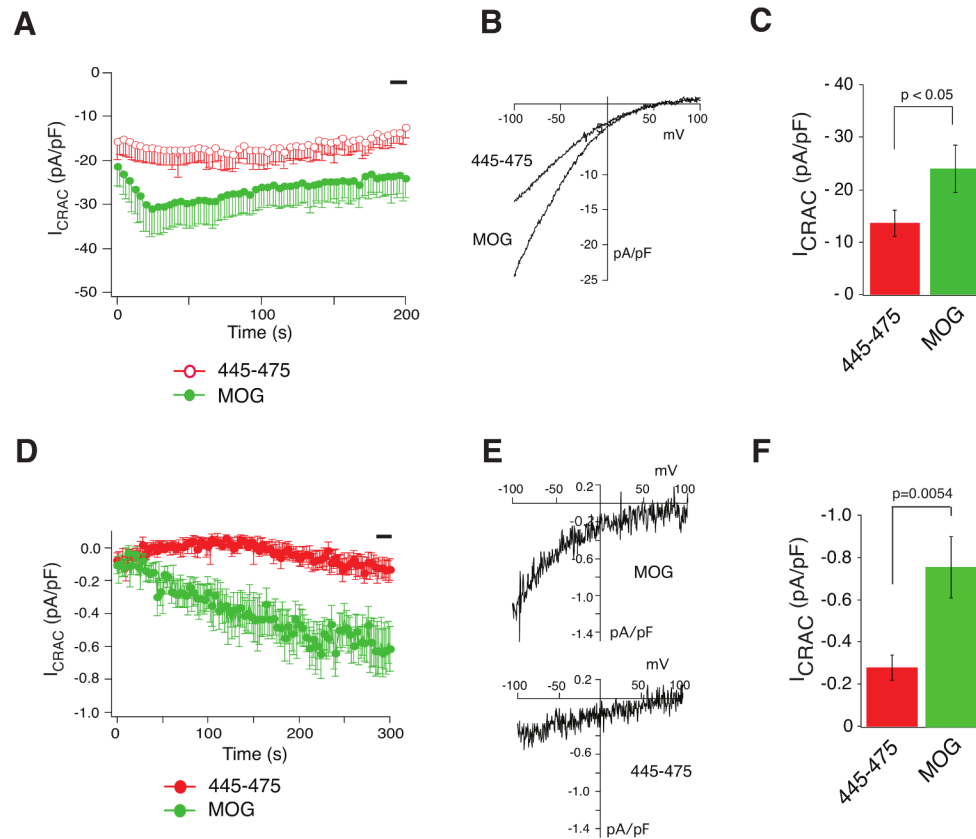 A
0
-10
-20
-30
-40
-50
I CRAC (pA/pF)
0
100
200
Time (s)
445-475
MOG
B
-100
-50
50
100
mV
445-475
MOG
-5
-10
-15
-20
-25
pA/pF
C
- 40
- 30
- 20
- 10
- 0
I CRAC (pA/pF)
p < 0.05
445-475
MOG
D
0.0
-0.2
-0.4
-0.6
-0.8
-1.0
I CRAC (pA/pF)
0
100
200
300
Time (s)
445-475
MOG
E
mV
-100
-50
0.2
50
100
-0.2
-0.6
MOG
-1.0
-1.4
pA/pF
mV
-100
-50
0.2
50
100
-0.6
445-475
-1.0
-1.4
pA/pF
F
-1.0
-0.8
-0.6
-0.4
-0.2
0
I CRAC (pA/pF)
p=0.0054
445-475
MOG